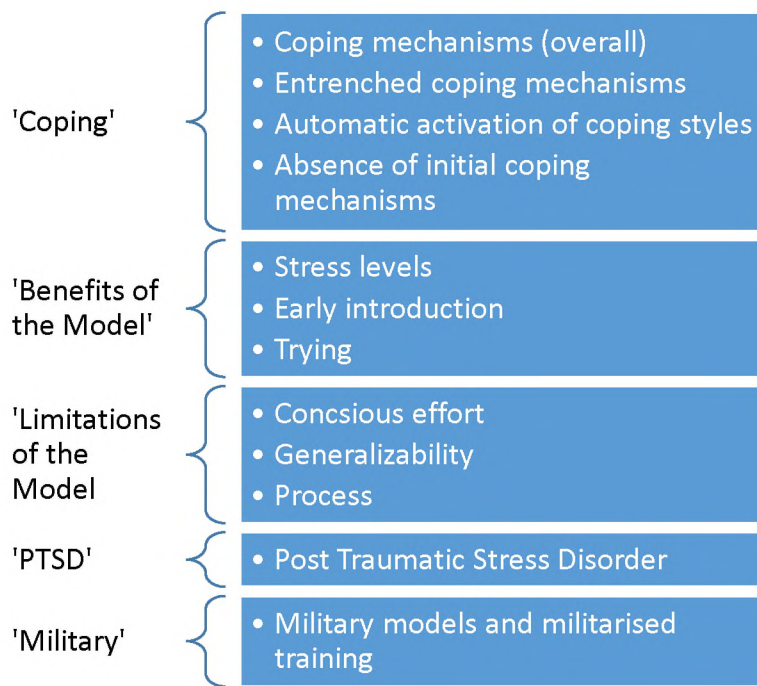 'Coping'
• Coping mechanisms (overall)
• Entrenched coping mechanisms
• Automatic activation of coping styles
• Absence of initial coping
mechanisms
'Benefits of
the Model'
• Stress levels
• Early introduction
• Trying
'Limitations
of the
Model
• Concsious effort
• Generalizability
• Process
'PTSD'
• Post Traumatic Stress Disorder
'Military'
• Military models and militarised
training